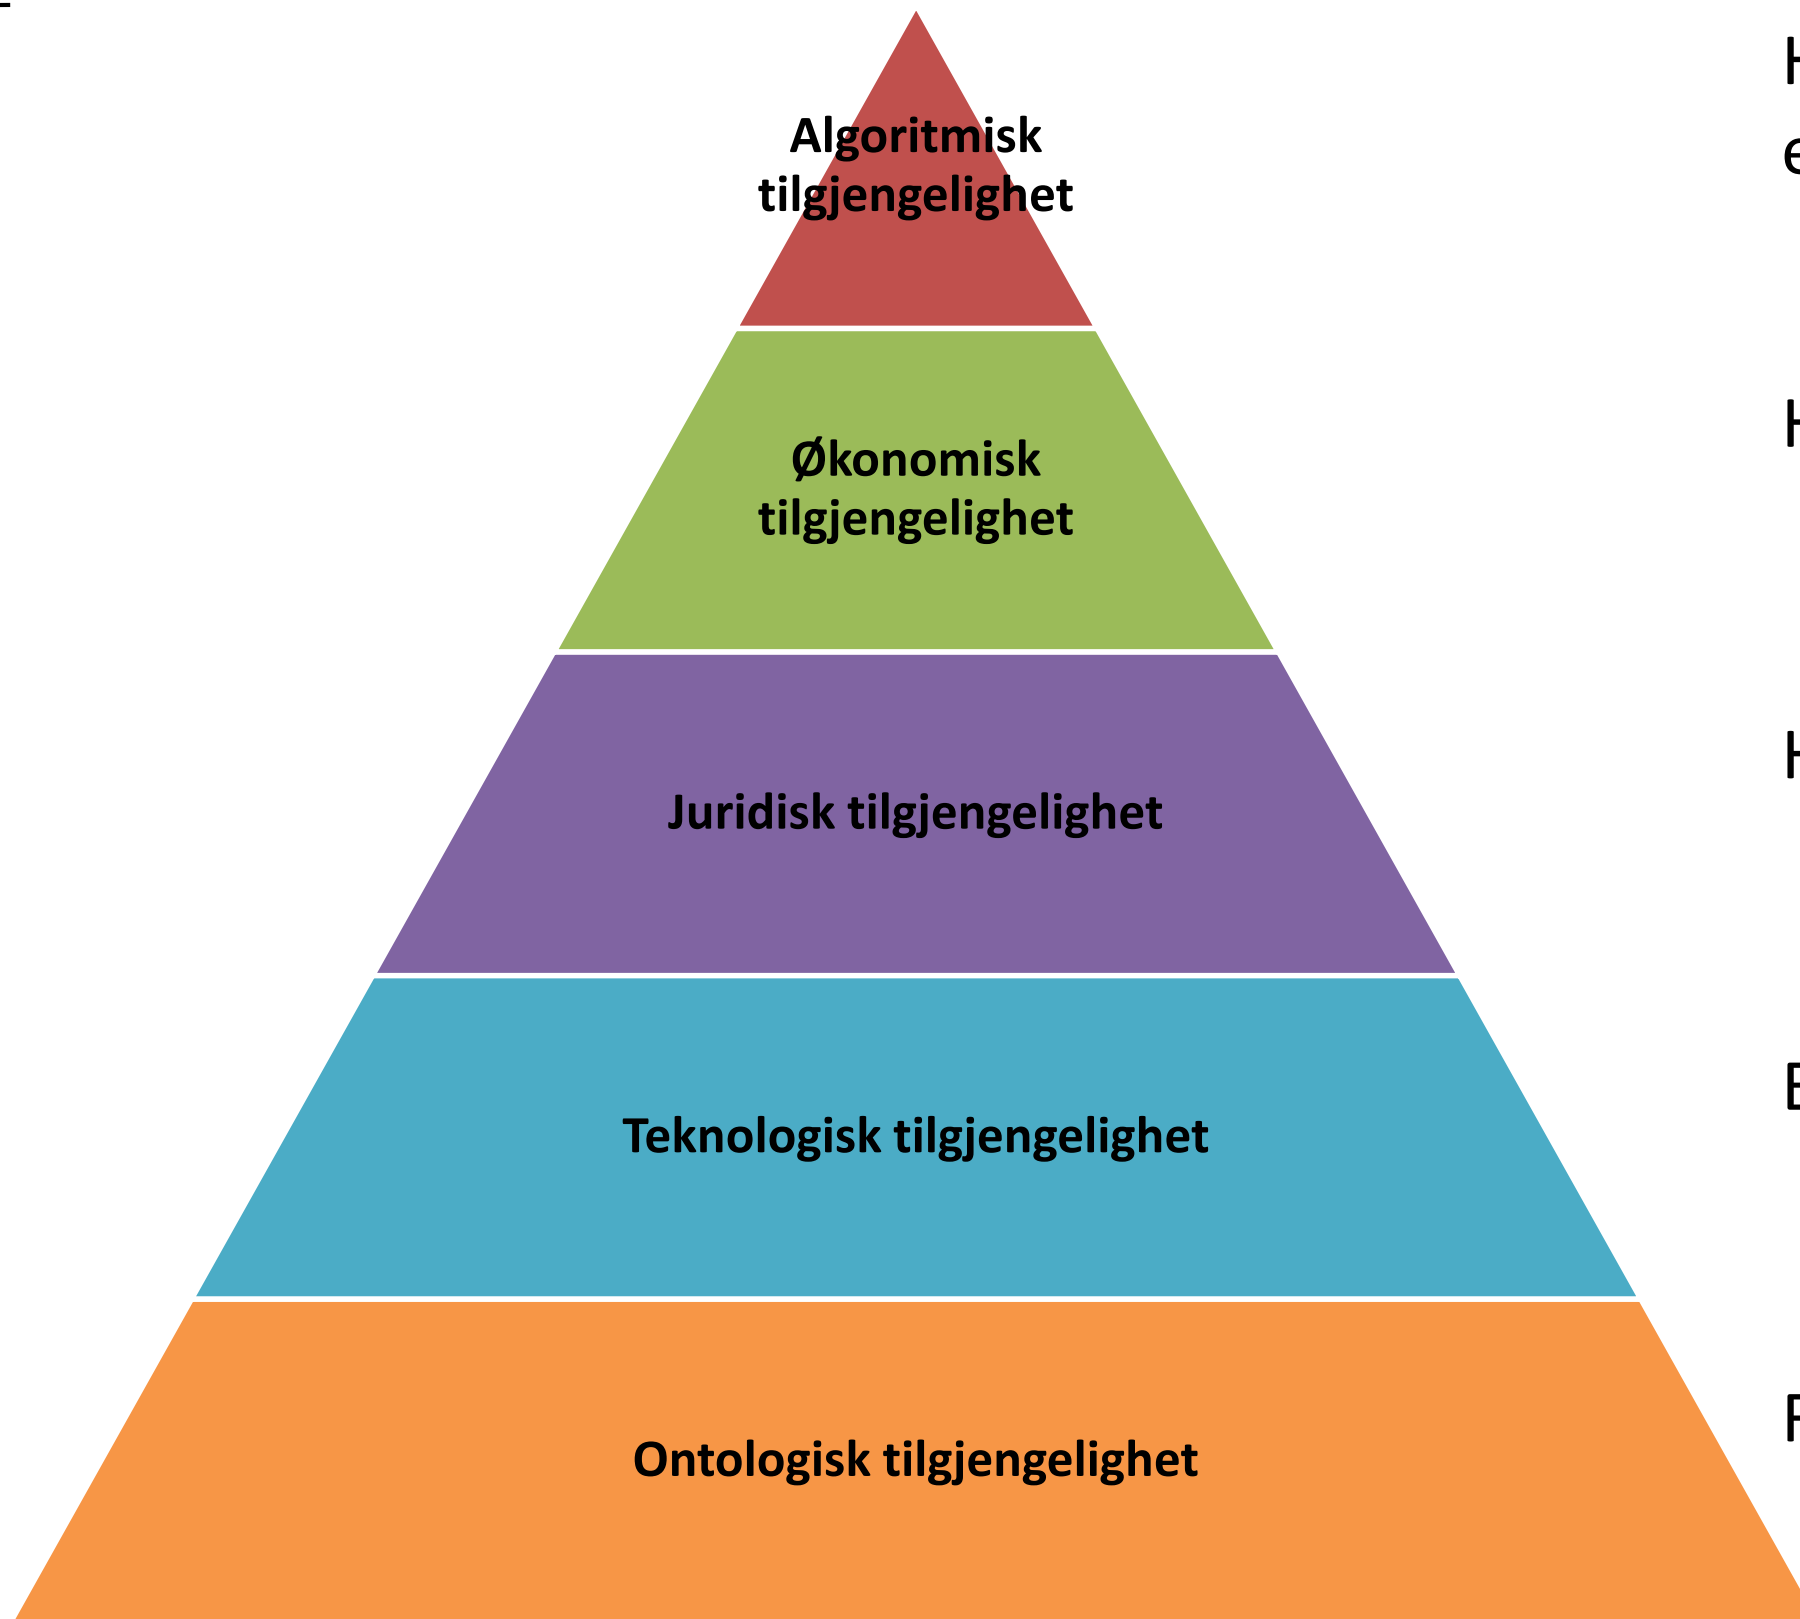 Algoritmisk
tilgjengelighet
Økonomisk
tilgjengelighet
Juridisk tilgjengelighet
Teknologisk tilgjengelighet
Ontologisk tilgjengelighet